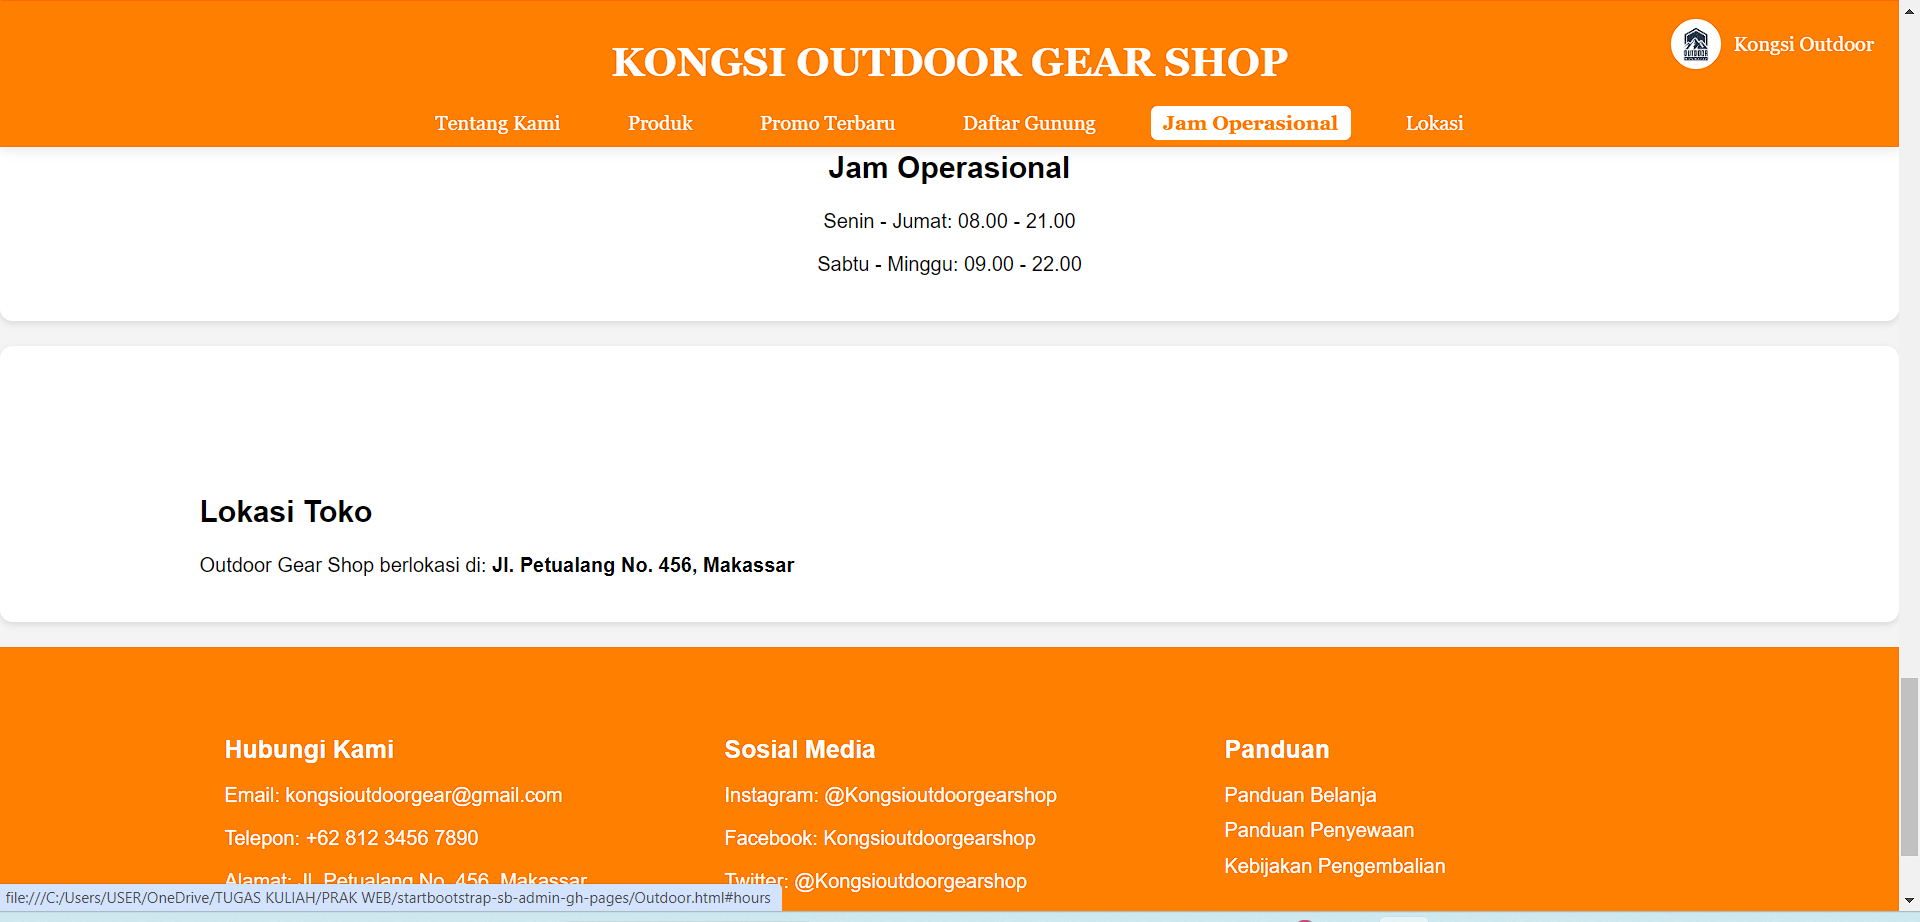 KONGSI OUTDOOR GEAR SHOP
OUTDOOR
Kongsi Outdoor
Tentang Kami Produk Promo Terbaru Daftar Gunung Jam Operasional Lokasi
Jam Operasional
Senin - Jumat: 08.00 - 21.00
Sabtu - Minggu: 09.00 - 22.00
Lokasi Toko
Outdoor Gear Shop berlokasi di: Jl. Petualang No. 456, Makassar
Hubungi Kami
Email: kongsioutdoorgear@gmail.com
Telepon: +62 812 3456 7890
Alamat: Jl. Petualang No. 456, Makassar
Sosial Media
Instagram: @Kongsioutdoorgearshop
Facebook: Kongsioutdoorgearshop
Twitter: @Kongsioutdoorgearshop
Panduan
Panduan Belanja
Panduan Penyewaan
Kebijakan Pengembalian
file:///C:/Users/USER/OneDrive/TUGAS KULIAH/PRAK WEB/startbootstrap-sb-admin-gh-pages/Outdoor.html#hours